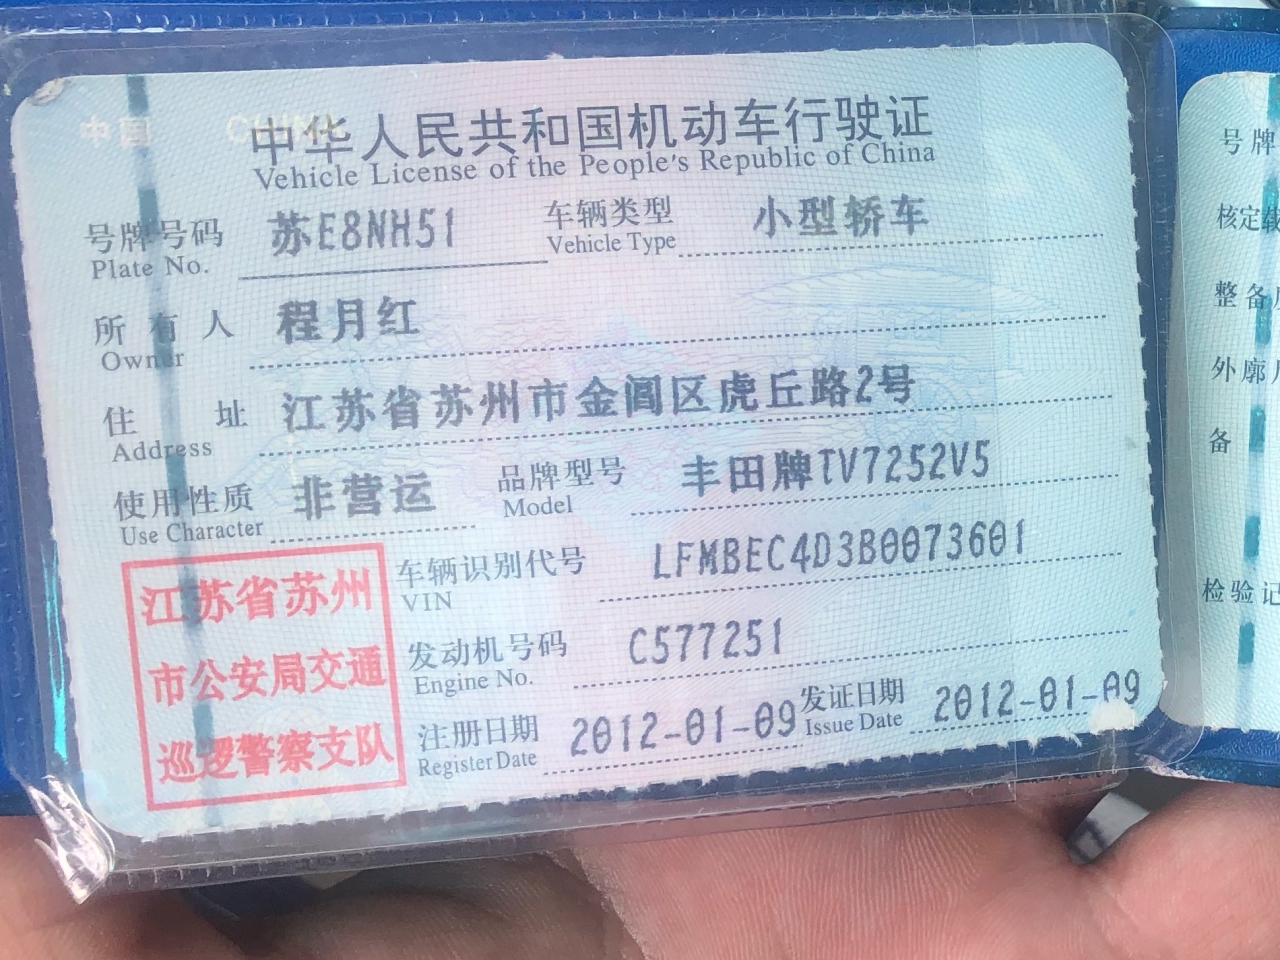 中国 CHINA
中华人民共和国机动车行驶证
Vehicle License of the People's Republic of China
号牌号码 苏E8NH51 车辆类型 小型轿车
Plate No. Vehicle Type
所有人 程月红
Owner
住址 江苏省苏州市金阊区虎丘路2号
Address
使用性质 非营运 品牌型号 丰田牌TV7252V5
Use Character Model
车辆识别代号 LFMBEC4D3B0073601
VIN
发动机号码 C577251
Engine No.
注册日期 2012-01-09 发证日期 2012-01-09
Register Date Issue Date
江苏省苏州
市公安局交通
巡逻警察支队
号牌
核定载
整备
外廓
备
检验记